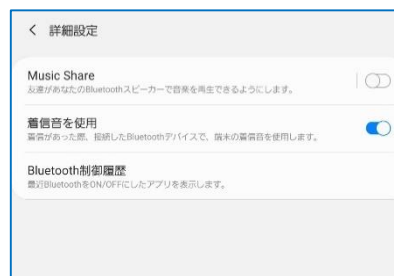 詳細設定
Music Share
友達があなたのBluetoothスピーカーで音楽を再生できるようにします。
着信音を使用
着信があった際、接続したBluetoothデバイスで、端末の着信音を使用します。
Bluetooth制御履歴
最近BluetoothをON/OFFにしたアプリを表示します。